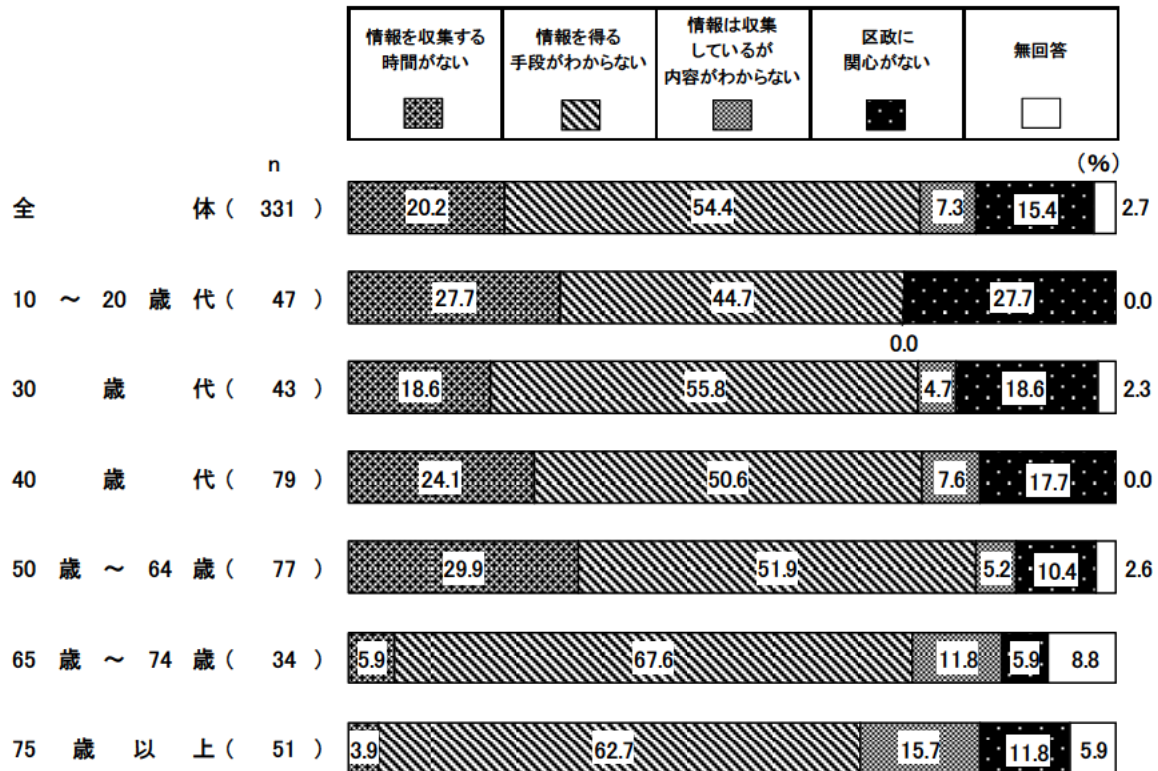 情報を収集する
時間がない
情報を得る
手段がわからない
情報は収集
しているが
内容がわからない
区政に
関心がない
無回答
n
(%)
全体( 331 )
20.2 54.4 7.3 15.4 2.7
10 ～ 20 歳代( 47 )
27.7 44.7 27.7 0.0
0.0
30 歳代( 43 )
18.6 55.8 4.7 18.6 2.3
40 歳代( 79 )
24.1 50.6 7.6 17.7 0.0
50 歳 ～ 64 歳( 77 )
29.9 51.9 5.2 10.4 2.6
65 歳 ～ 74 歳( 34 )
5.9 67.6 11.8 5.9 8.8
75 歳以上( 51 )
3.9 62.7 15.7 11.8 5.9